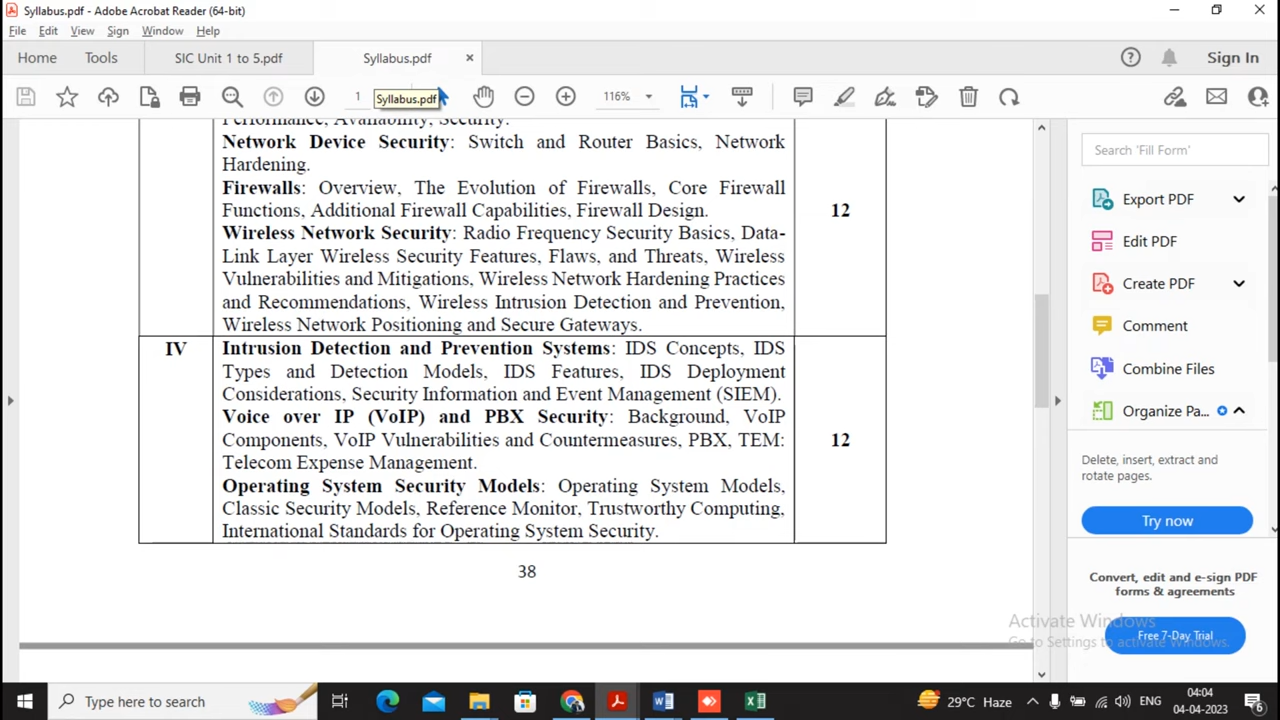 Syllabus.pdf - Adobe Acrobat Reader (64-bit)
File Edit View Sign Window Help
Home Tools SIC Unit 1 to 5.pdf Syllabus.pdf Sign In
1 Syllabus.pdf 116%
Performance, Availability, Security.
Network Device Security: Switch and Router Basics, Network
Hardening.
Firewalls: Overview, The Evolution of Firewalls, Core Firewall
Functions, Additional Firewall Capabilities, Firewall Design.
12
Wireless Network Security: Radio Frequency Security Basics, Data-
Link Layer Wireless Security Features, Flaws, and Threats, Wireless
Vulnerabilities and Mitigations, Wireless Network Hardening Practices
and Recommendations, Wireless Intrusion Detection and Prevention,
Wireless Network Positioning and Secure Gateways.
IV
Intrusion Detection and Prevention Systems: IDS Concepts, IDS
Types and Detection Models, IDS Features, IDS Deployment
Considerations, Security Information and Event Management (SIEM).
Voice over IP (VoIP) and PBX Security: Background, VoIP
Components, VoIP Vulnerabilities and Countermeasures, PBX, TEM:
Telecom Expense Management.
12
Operating System Security Models: Operating System Models,
Classic Security Models, Reference Monitor, Trustworthy Computing,
International Standards for Operating System Security.
38
Search 'Fill Form'
Export PDF
Edit PDF
Create PDF
Comment
Combine Files
Organize Pa...
Delete, insert, extract and
rotate pages.
Try now
Convert, edit and e-sign PDF
forms & agreements
Free 7-Day Trial
Activate Windows
Go to Settings to activate Windows.
Type here to search
29°C Haze
ENG
04:04
04-04-2023
6